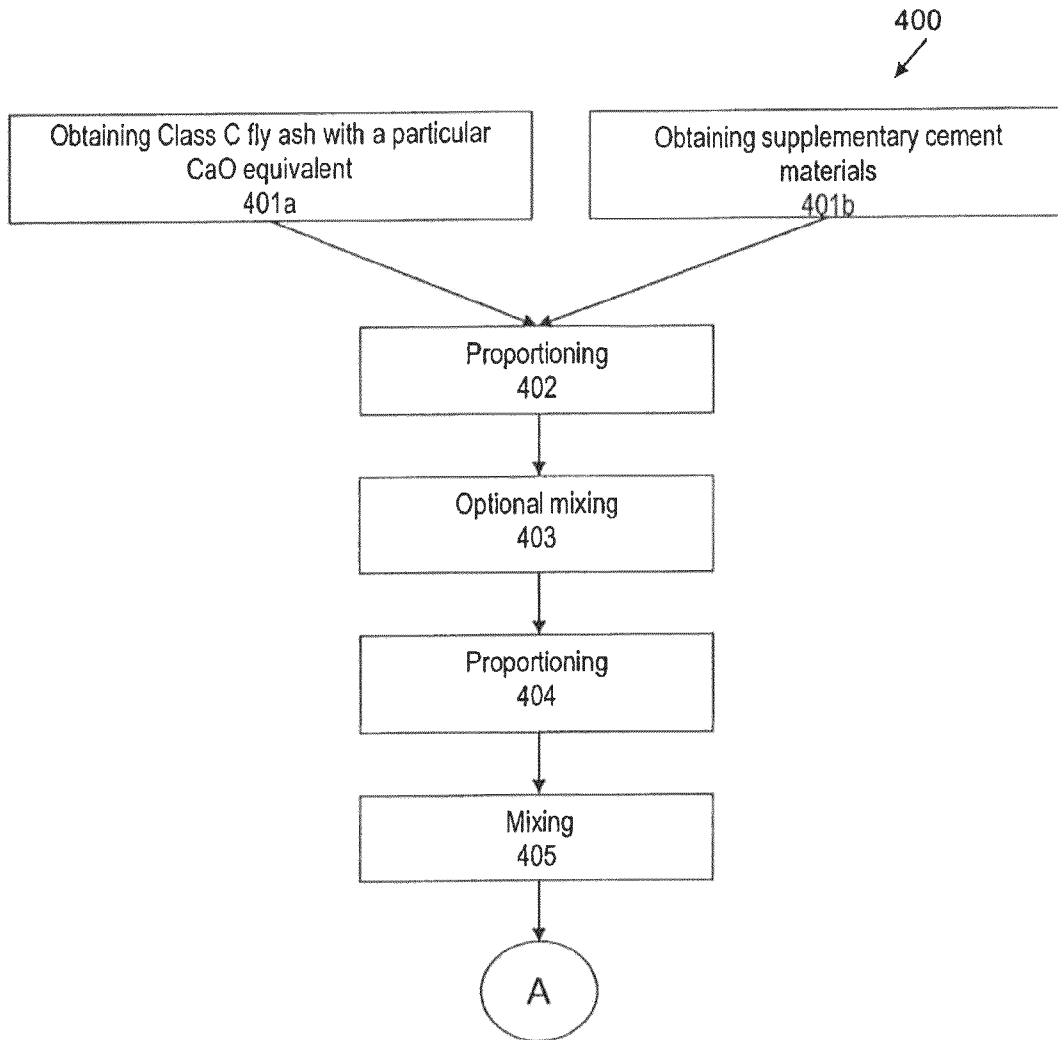 400
Obtaining Class C fly ash with a particular
CaO equivalent
401a
Obtaining supplementary cement
materials
401b
Proportioning
402
Optional mixing
403
Proportioning
404
Mixing
405
A